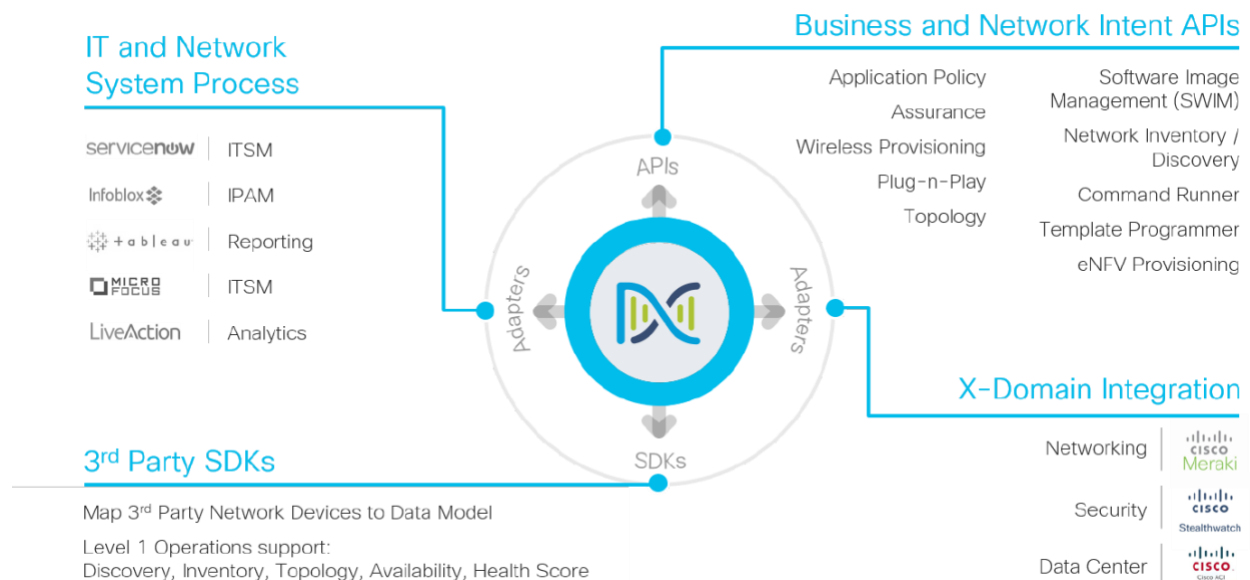 IT and Network
System Process
servicenow
ITSM
Infoblox
IPAM
+ableau
Reporting
MICRO
FOCUS
ITSM
LiveAction
Analytics
Business and Network Intent APIs
Application Policy
Assurance
Wireless Provisioning
Plug-n-Play
Topology
Software Image
Management (SWIM)
Network Inventory /
Discovery
Command Runner
Template Programmer
eNFV Provisioning
APIs
Adapters
Adapters
SDKs
3rd Party SDKs
Map 3rd Party Network Devices to Data Model
Level 1 Operations support:
Discovery, Inventory, Topology, Availability, Health Score
X-Domain Integration
Networking
CISCO
Meraki
Security
CISCO
Stealthwatch
Data Center
CISCO
Cisco ACI